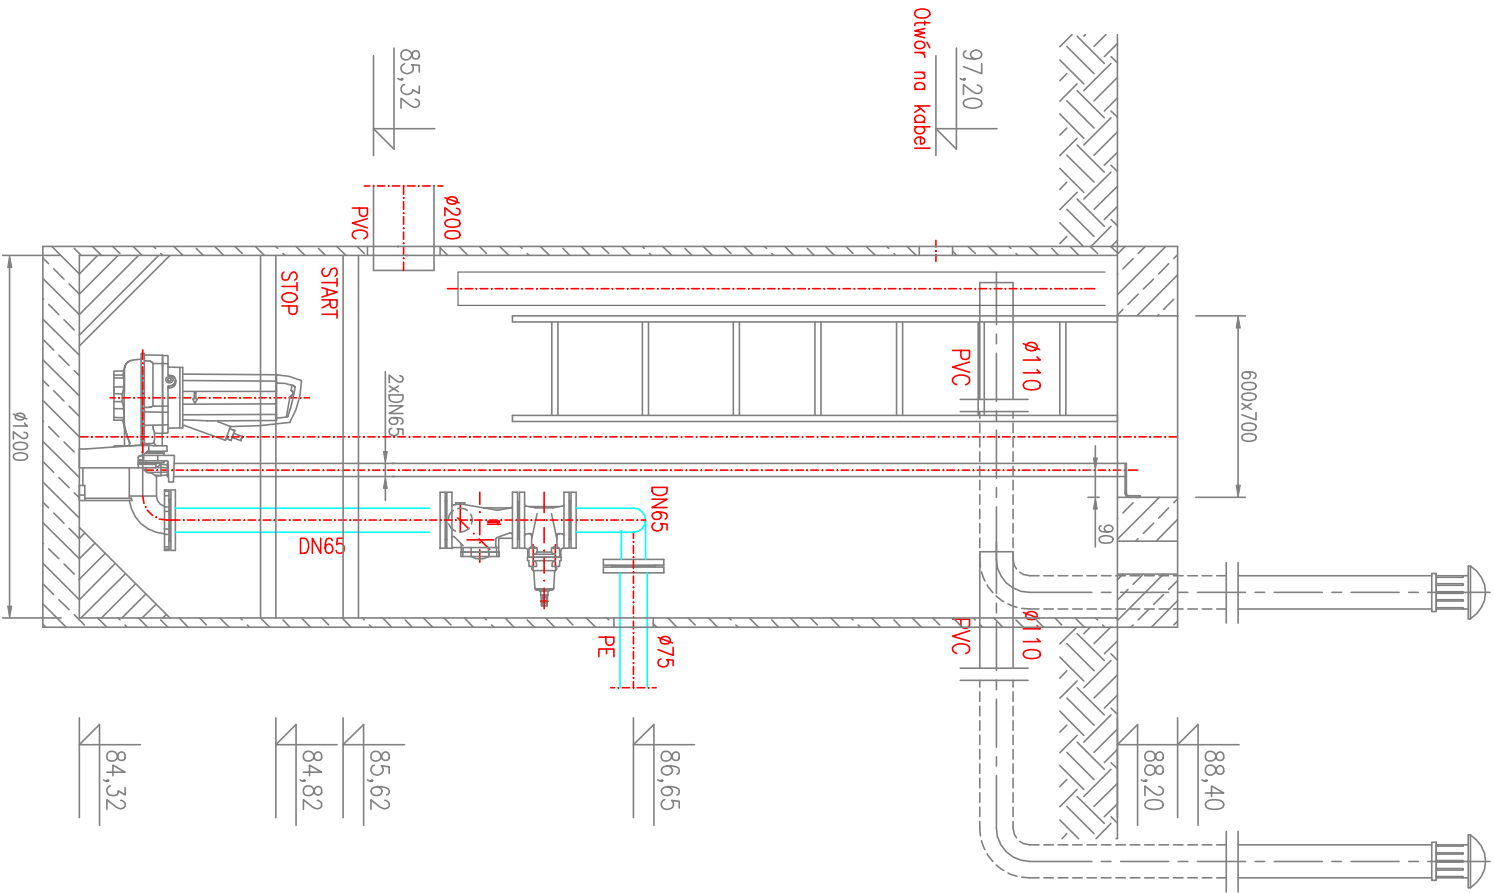 Otwór na kabel
97,20
85,32
ø200
PVC
START
STOP
ø110
PVC
600x700
2xDN65
90
ø1200
DN65
DN65
ø110
PVC
ø75
PE
84,32
84,82
85,62
86,65
88,20
88,40